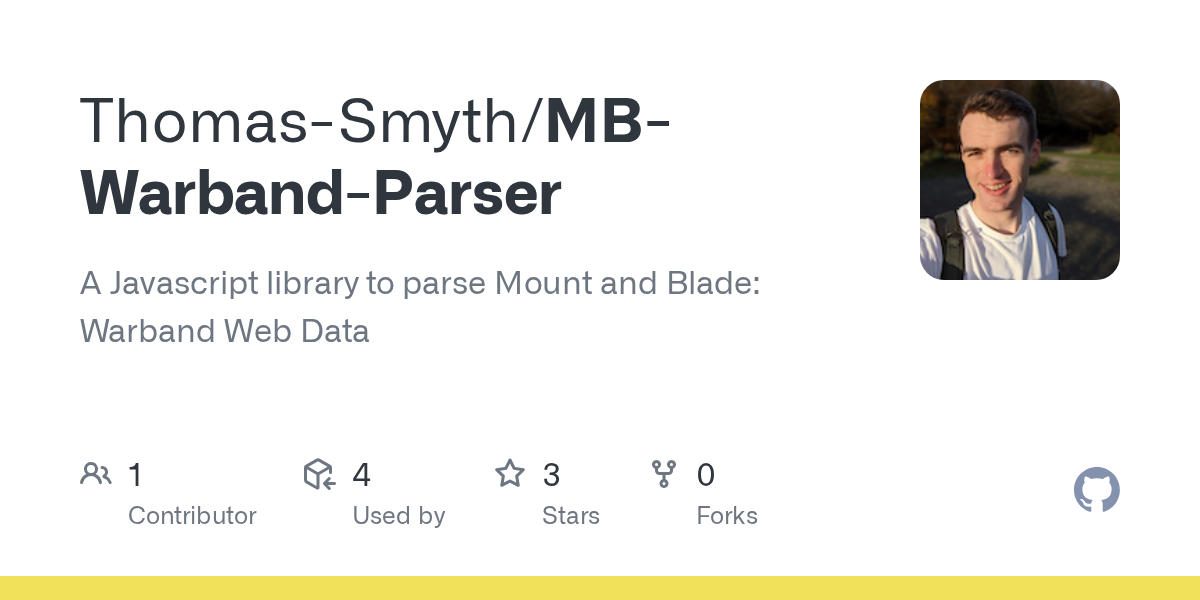 Thomas-Smyth/MB-
Warband-Parser
A Javascript library to parse Mount and Blade:
Warband Web Data
1
Contributor
4
Used by
3
Stars
0
Forks